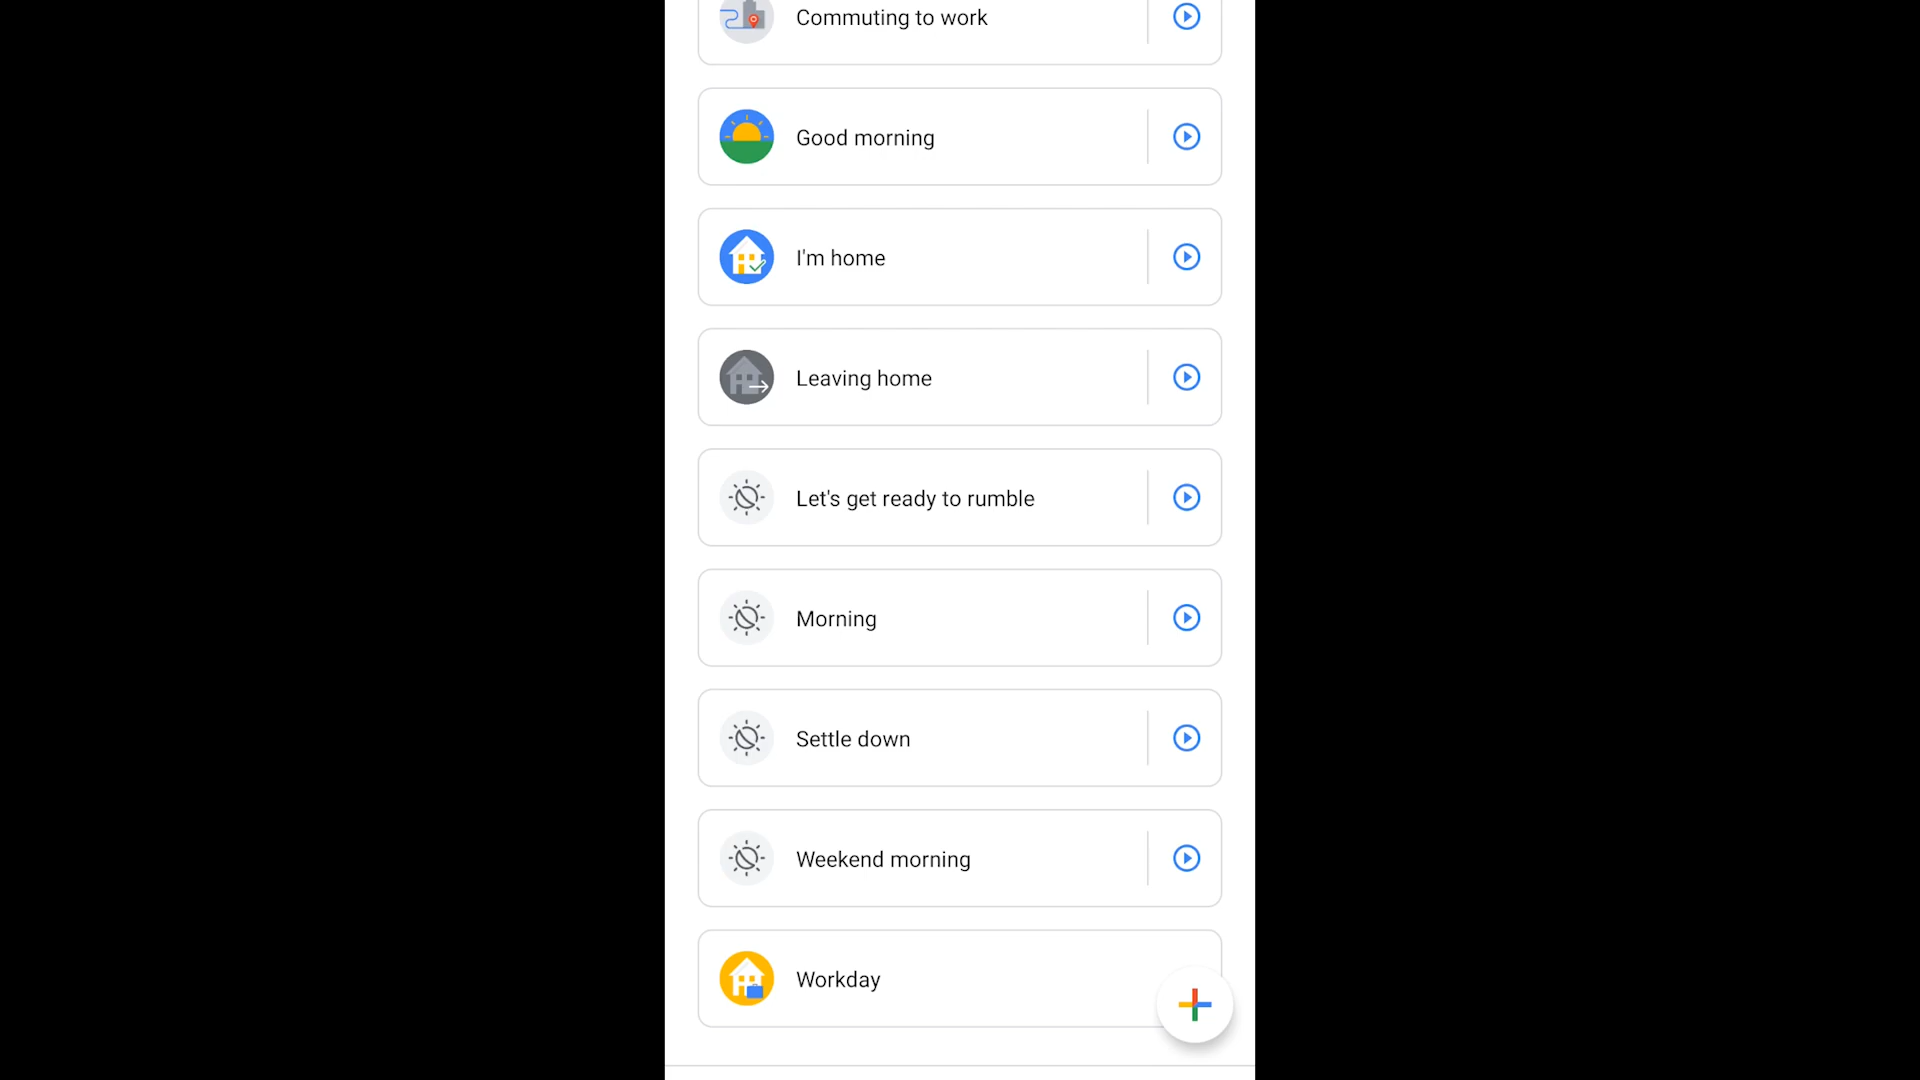 Commuting to work
Good morning
I'm home
Leaving home
Let's get ready to rumble
Morning
Settle down
Weekend morning
Workday